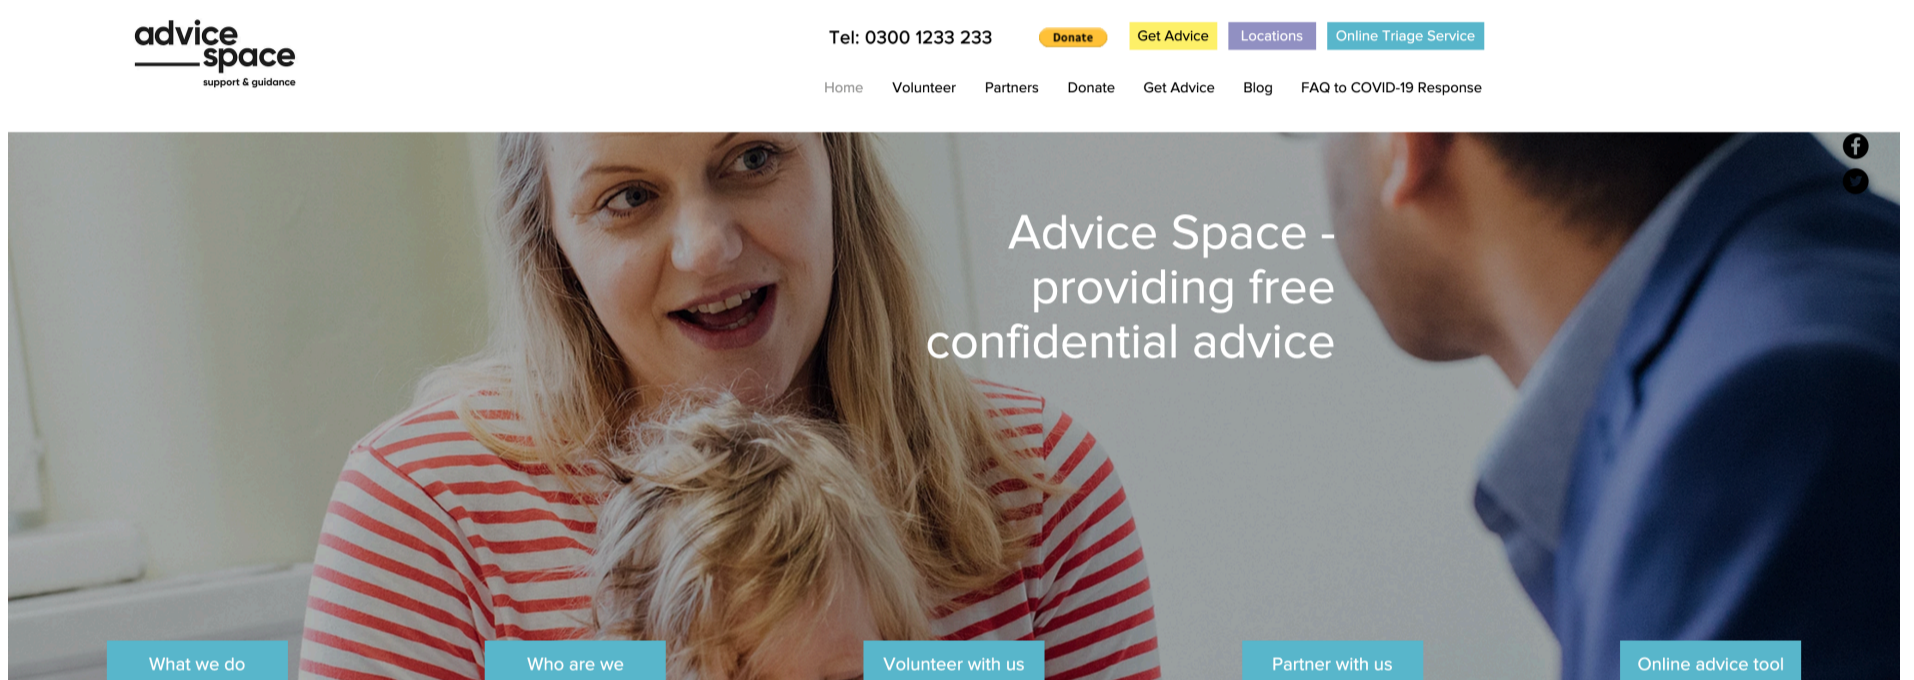 advice
space
support & guidance
Tel: 0300 1233 233
Donate
Get Advice
Locations
Online Triage Service
Home
Volunteer
Partners
Donate
Get Advice
Blog
FAQ to COVID-19 Response
Advice Space -
providing free
confidential advice
What we do
Who are we
Volunteer with us
Partner with us
Online advice tool